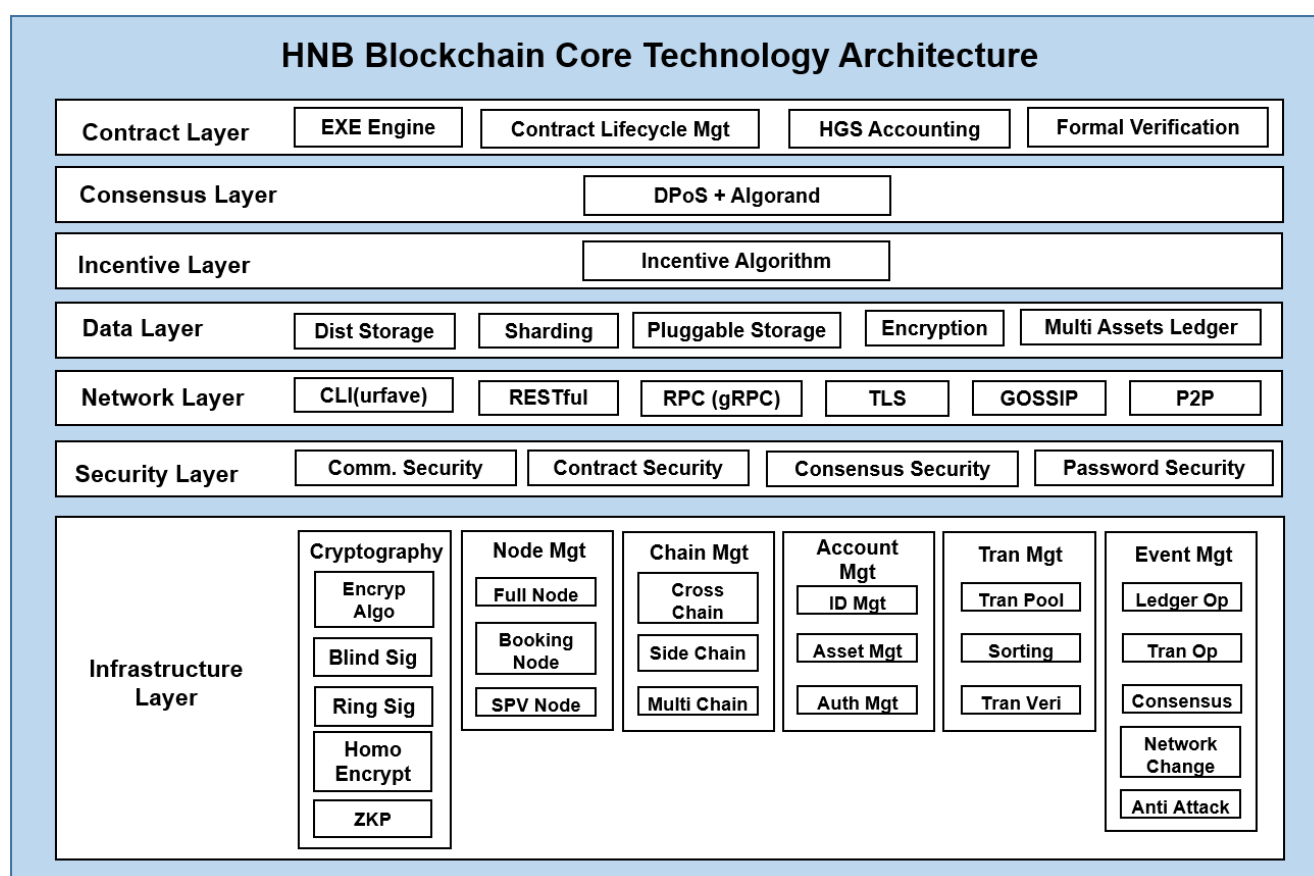 HNB Blockchain Core Technology Architecture
Contract Layer
EXE Engine
Contract Lifecycle Mgt
HGS Accounting
Formal Verification
Consensus Layer
DPoS + Algorand
Incentive Layer
Incentive Algorithm
Data Layer
Dist Storage
Sharding
Pluggable Storage
Encryption
Multi Assets Ledger
Network Layer
CLI(urfave)
RESTful
RPC (gRPC)
TLS
GOSSIP
P2P
Security Layer
Comm. Security
Contract Security
Consensus Security
Password Security
Infrastructure
Layer
Cryptography
Encryp
Algo
Blind Sig
Ring Sig
Homo
Encrypt
ZKP
Node Mgt
Full Node
Booking
Node
SPV Node
Chain Mgt
Cross
Chain
Side Chain
Multi Chain
Account
Mgt
ID Mgt
Asset Mgt
Auth Mgt
Tran Mgt
Tran Pool
Sorting
Tran Veri
Event Mgt
Ledger Op
Tran Op
Consensus
Network
Change
Anti Attack